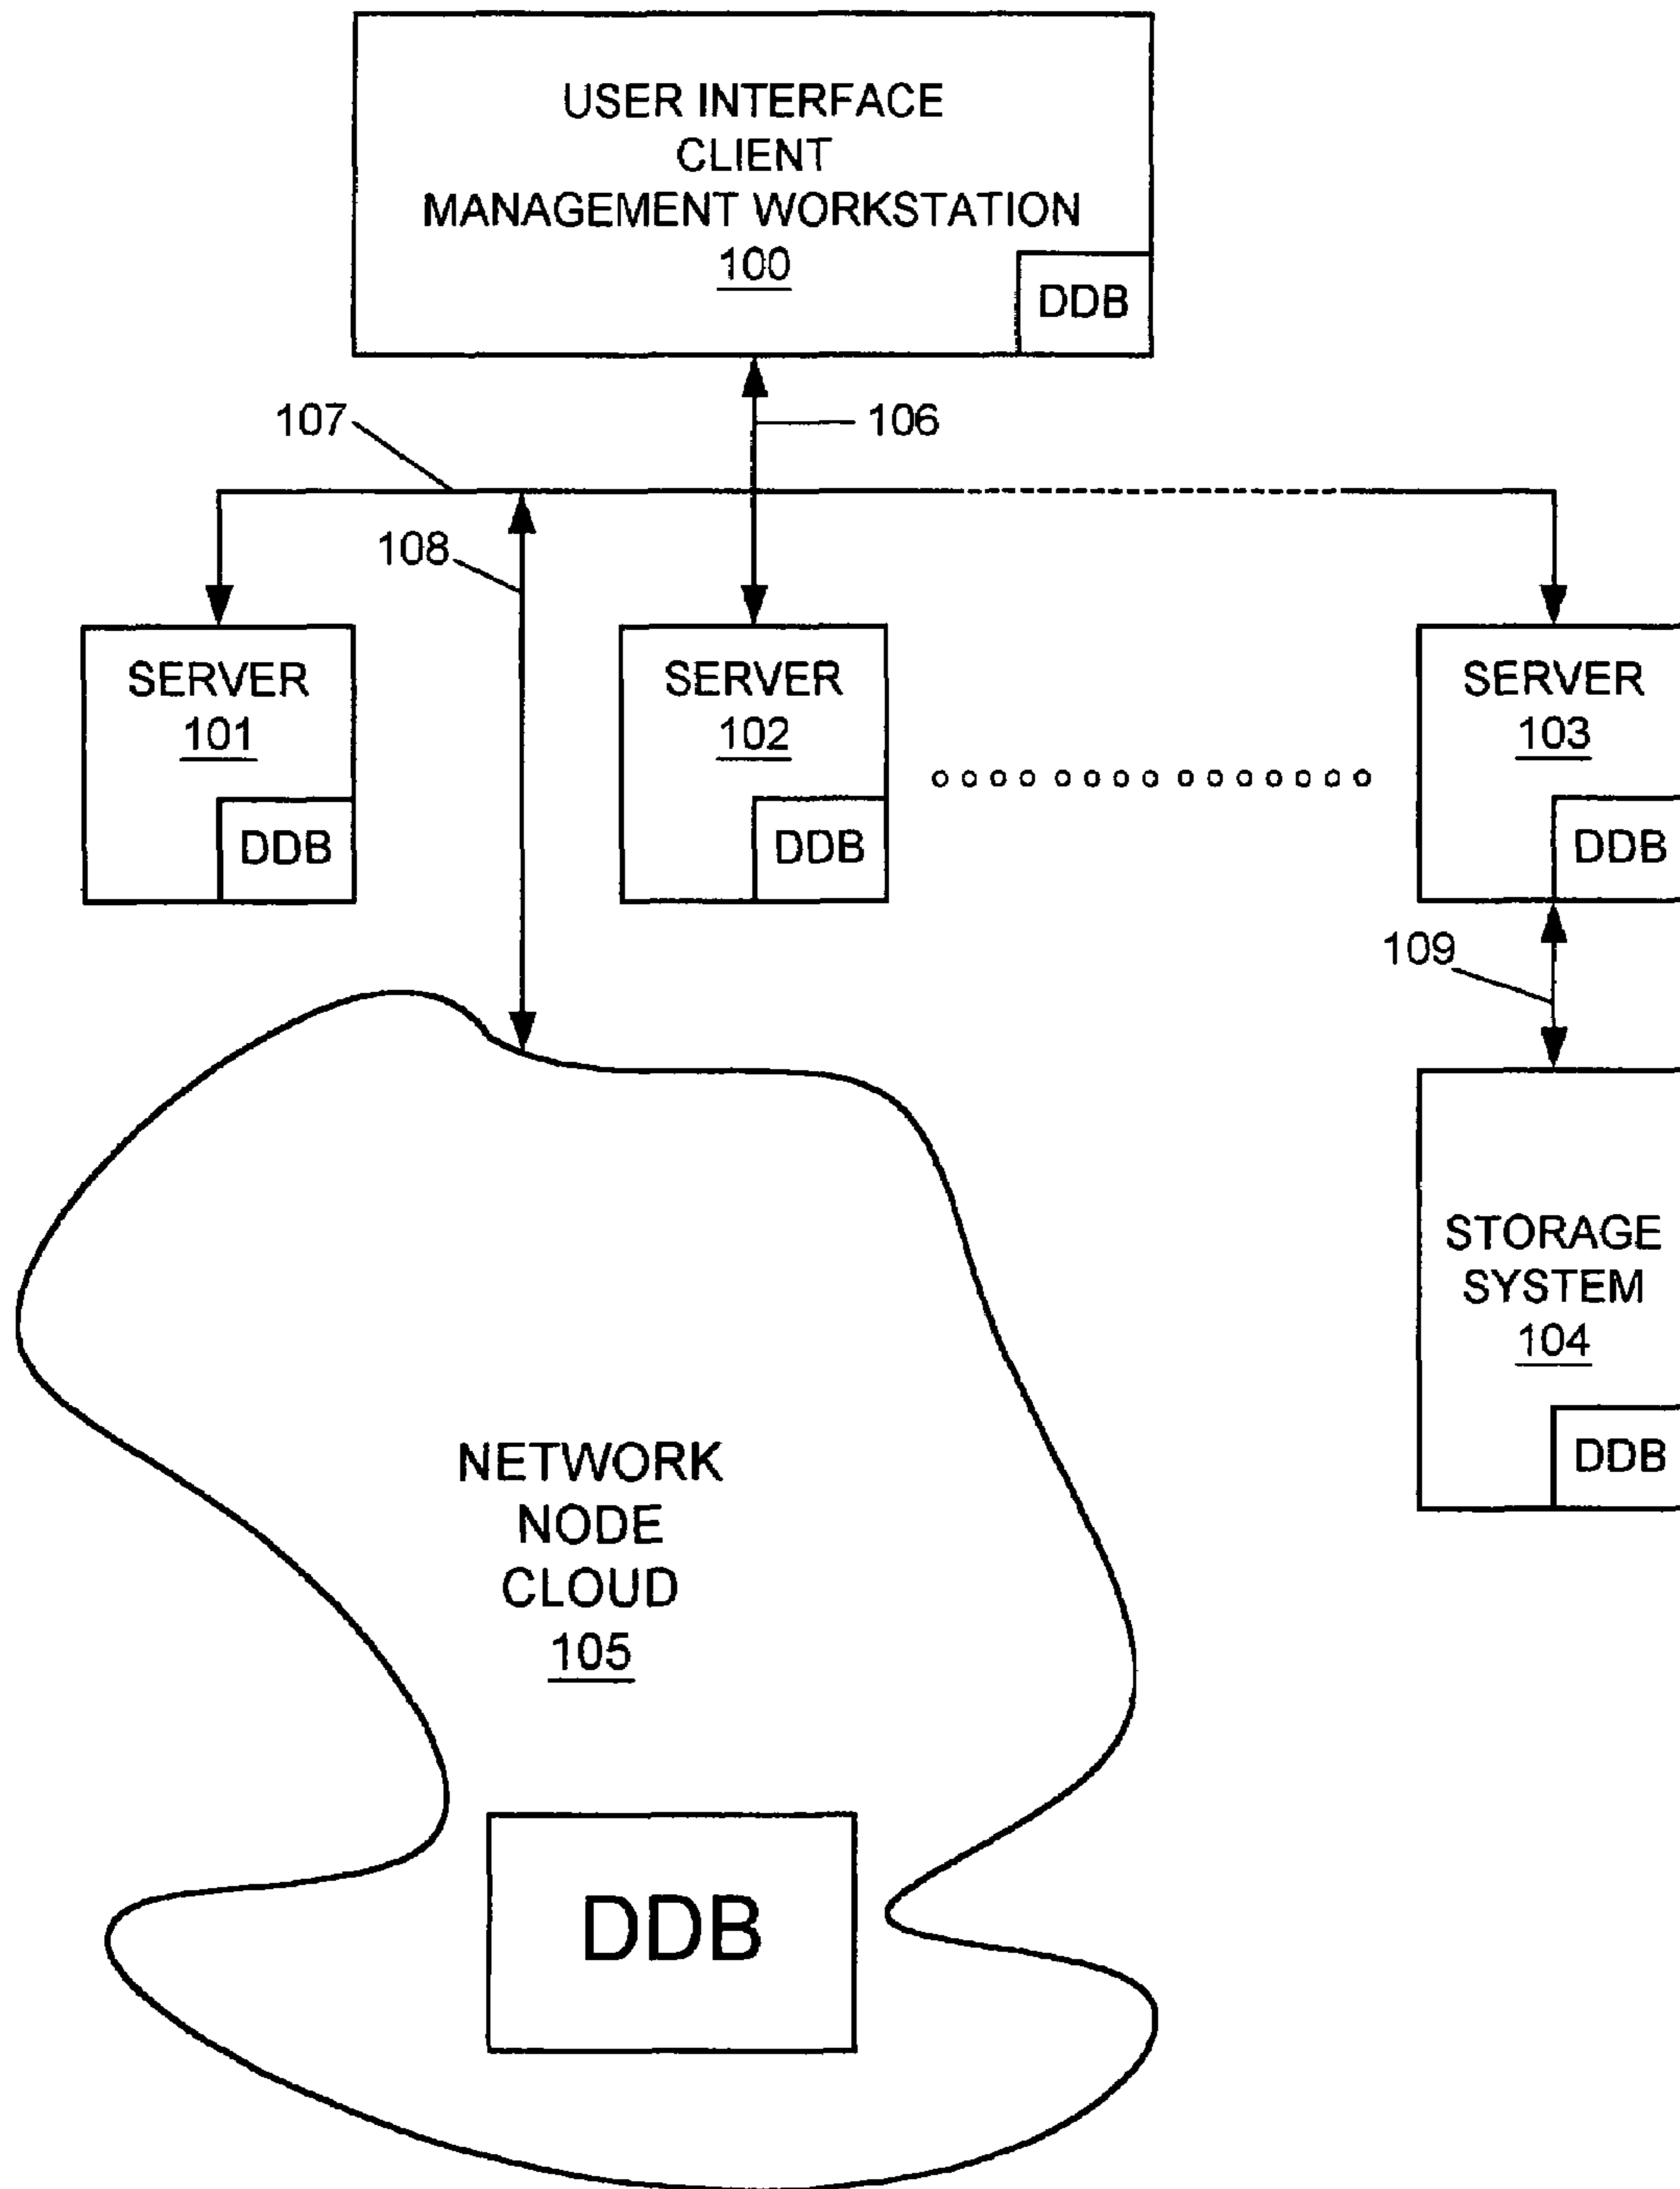 USER INTERFACE
CLIENT
MANAGEMENT WORKSTATION
100
DDB
107
106
108
SERVER
101
DDB
SERVER
102
DDB
SERVER
103
DDB
109
STORAGE
SYSTEM
104
DDB
NETWORK
NODE
CLOUD
105
DDB